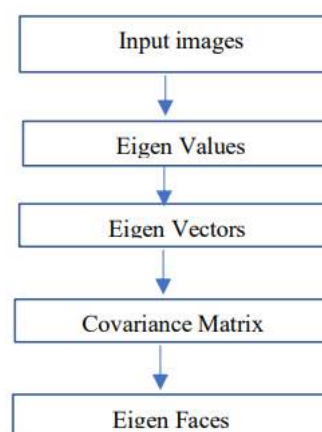 Input images
Eigen Values
Eigen Vectors
Covariance Matrix
Eigen Faces